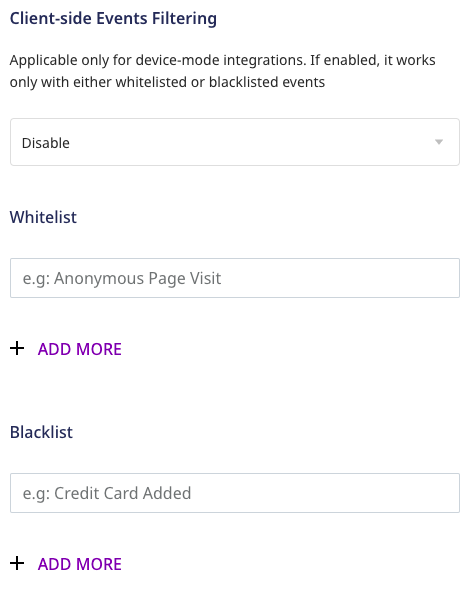 Client-side Events Filtering
Applicable only for device-mode integrations. If enabled, it works
only with either whitelisted or blacklisted events
Disable
Whitelist
e.g: Anonymous Page Visit
+ ADD MORE
Blacklist
e.g: Credit Card Added
+ ADD MORE